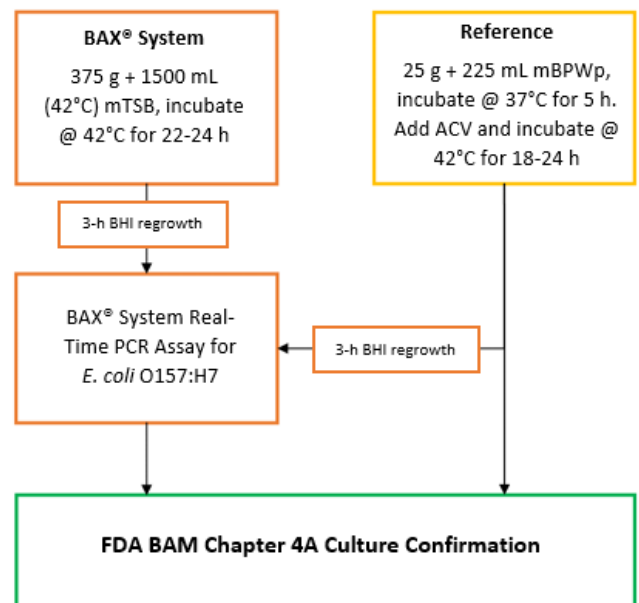 BAX® System
375 g + 1500 mL
(42°C) mTSB, incubate
@ 42°C for 22-24 h
Reference
25 g + 225 mL mBPWp,
incubate @ 37°C for 5 h.
Add ACV and incubate @
42°C for 18-24 h
3-h BHI regrowth
BAX® System Real-
Time PCR Assay for
E. coli O157:H7
3-h BHI regrowth
FDA BAM Chapter 4A Culture Confirmation